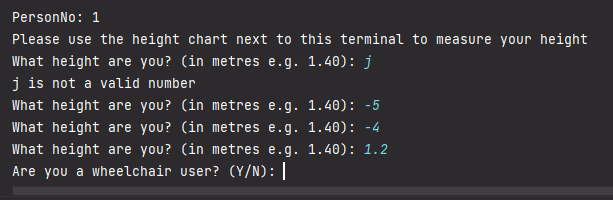 PersonNo: 1
Please use the height chart next to this terminal to measure your height
What height are you? (in metres e.g. 1.40): j
j is not a valid number
What height are you? (in metres e.g. 1.40): -5
What height are you? (in metres e.g. 1.40): -4
What height are you? (in metres e.g. 1.40): 1.2
Are you a wheelchair user? (Y/N):